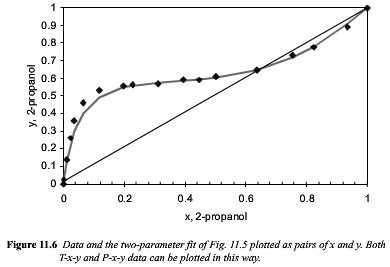 1
0.9
0.8
0.7
0.6
0.5
0.4
0.3
0.2
0.1
0
y, 2-propanol
0 0.2 0.4 0.6 0.8 1
x, 2-propanol
Figure 11.6 Data and the two-parameter fit of Fig. 11.5 plotted as pairs of x and y. Both
T-x-y and P-x-y data can be plotted in this way.